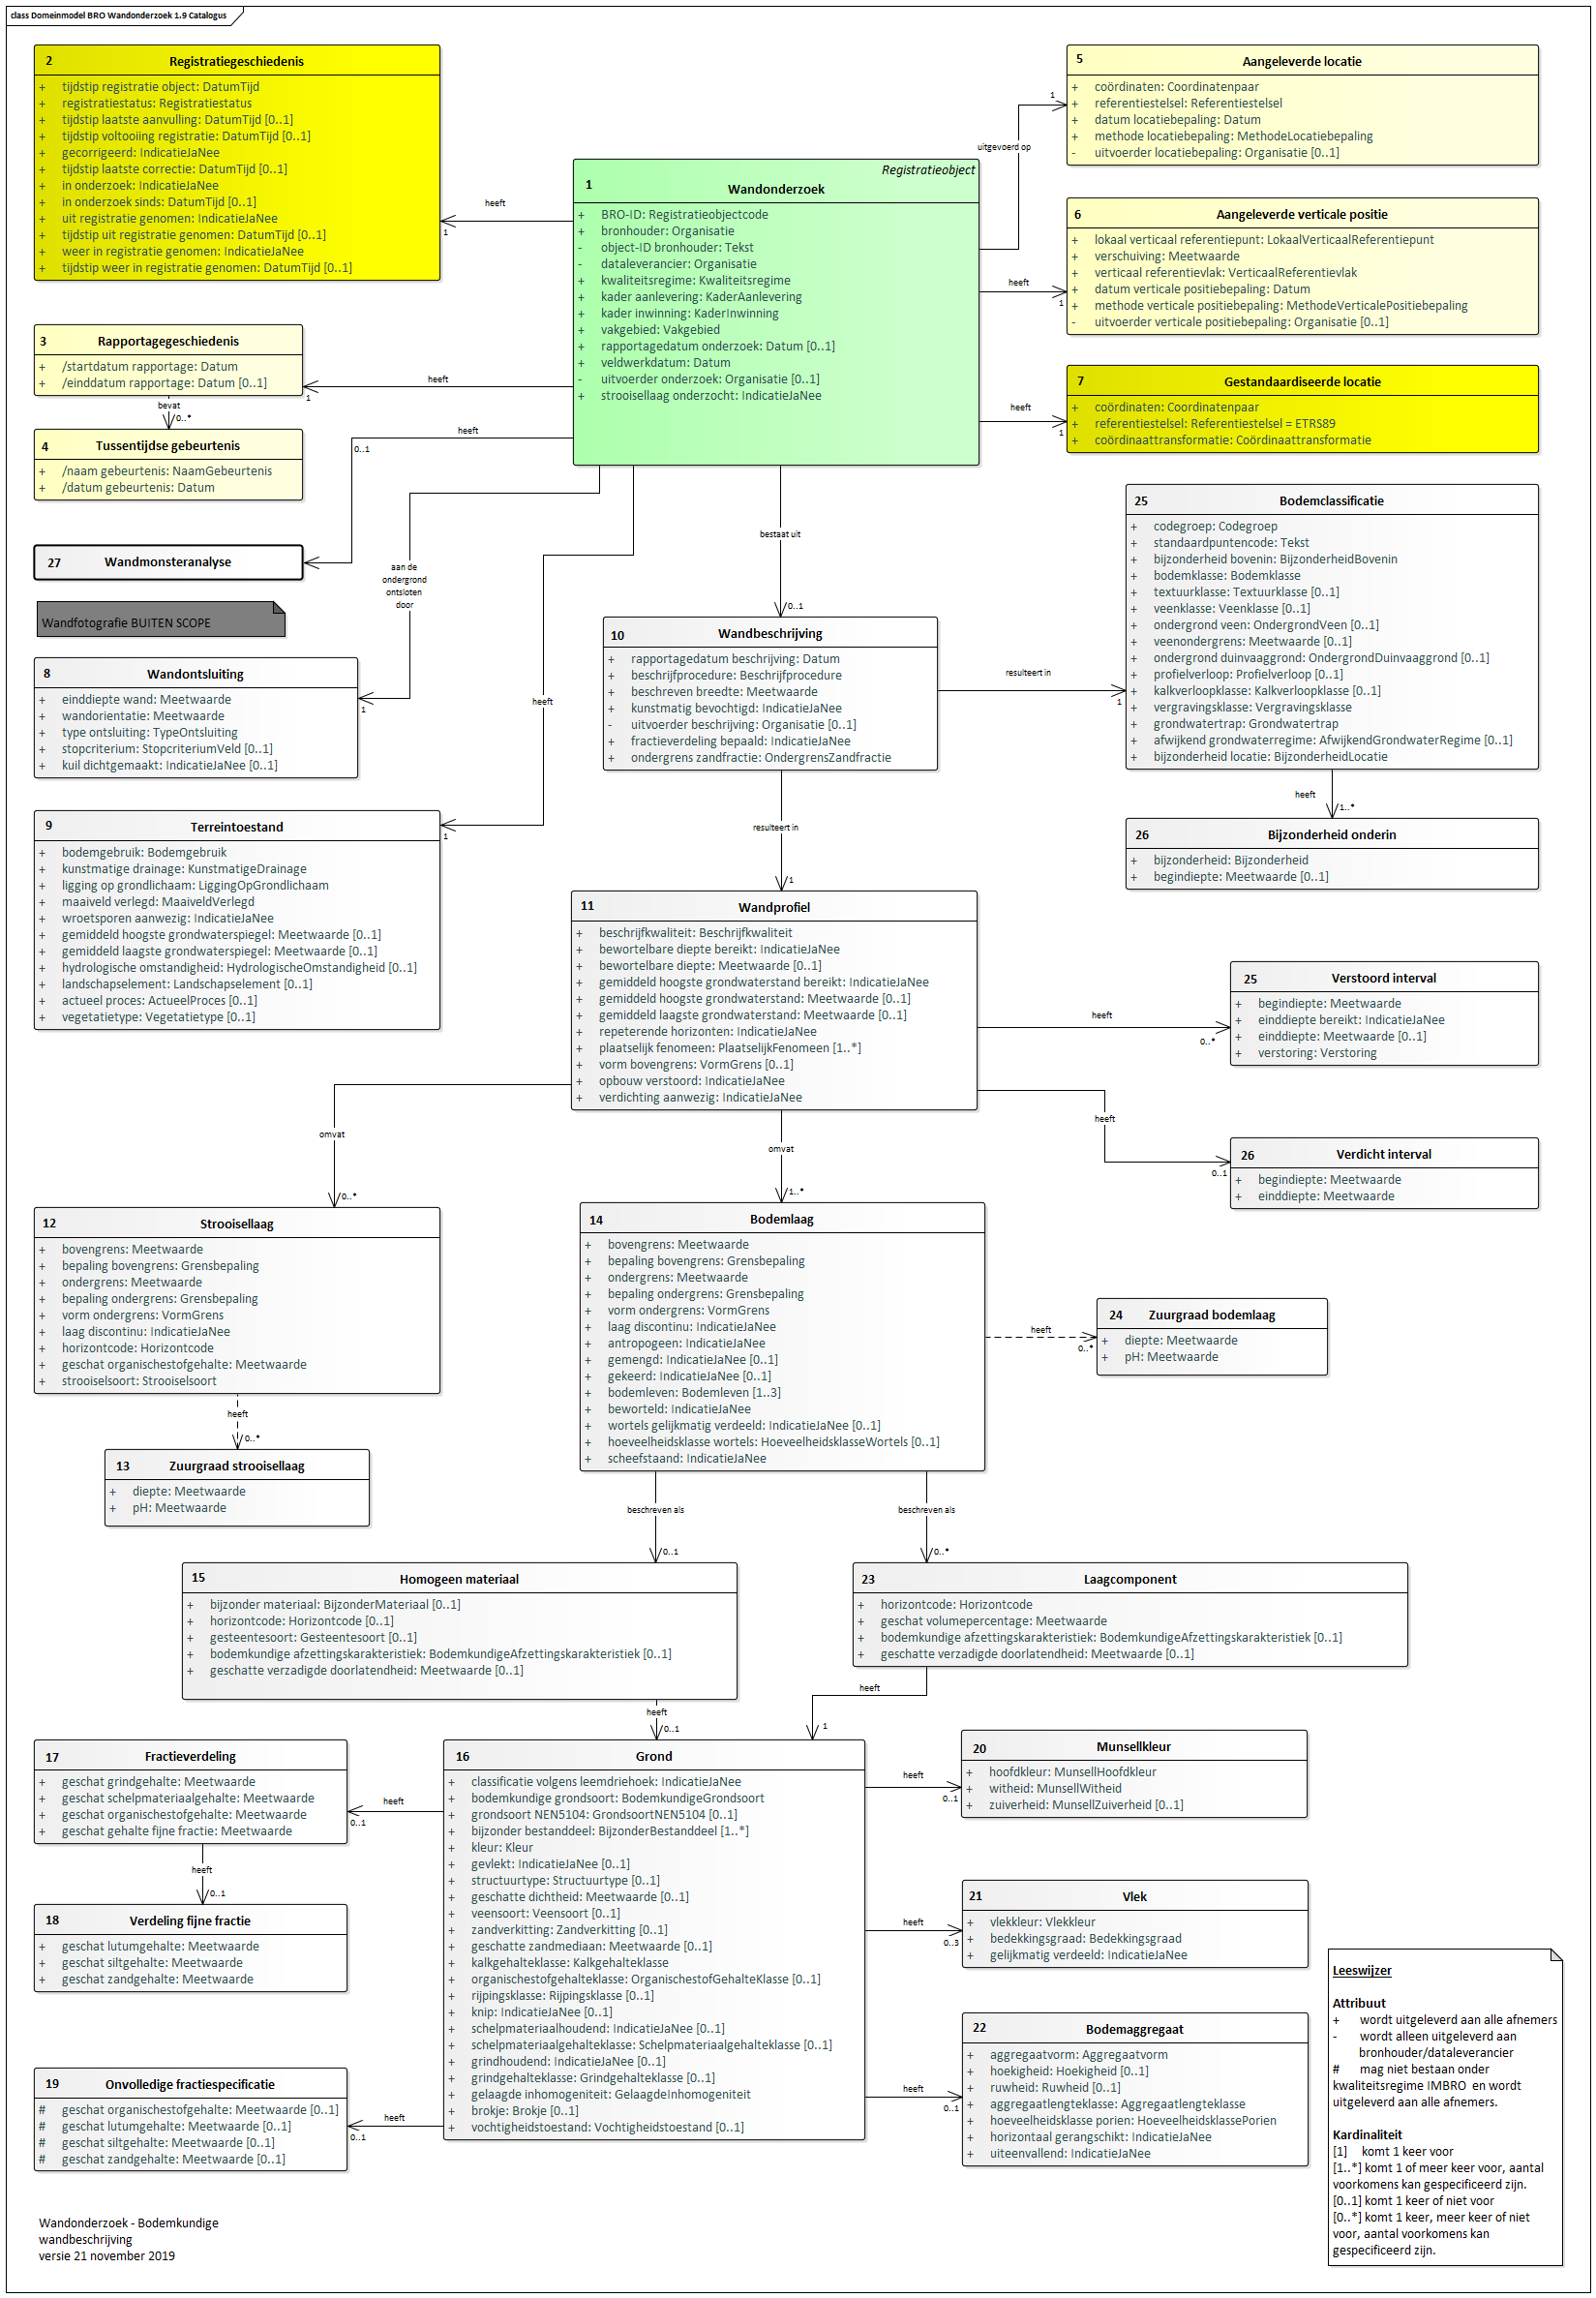 class Domeinmodel BRO Wandonderzoek 1.9 Catalogus
2 Registratiegeschiedenis
+ tijdstip registratie object: DatumTijd
+ registratiestatus: Registratiestatus
+ tijdstip laatste aanvulling: DatumTijd [0..1]
+ tijdstip voltooiing registratie: DatumTijd [0..1]
+ gecorrigeerd: IndicatieJaNee
+ tijdstip laatste correctie: DatumTijd [0..1]
+ in onderzoek: IndicatieJaNee
+ in onderzoek sinds: DatumTijd [0..1]
+ uit registratie genomen: IndicatieJaNee
+ tijdstip uit registratie genomen: DatumTijd [0..1]
+ weer in registratie genomen: IndicatieJaNee
+ tijdstip weer in registratie genomen: DatumTijd [0..1]
heeft
1
Registratieobject
1 Wandonderzoek
+ BRO-ID: Registratieobjectcode
+ bronhouder: Organisatie
- object-ID bronhouder: Tekst
- dataleverancier: Organisatie
+ kwaliteitsregime: Kwaliteitsregime
+ kader aanlevering: KaderAanlevering
+ kader inwinning: KaderInwinning
+ vakgebied: Vakgebied
+ rapportagedatum onderzoek: Datum [0..1]
+ veldwerkdatum: Datum
- uitvoerder onderzoek: Organisatie [0..1]
+ strooisellaag onderzocht: IndicatieJaNee
uitgevoerd op
1
5 Aangeleverde locatie
+ coördinaten: Coordinatenpaar
+ referentiestelsel: Referentiestelsel
+ datum locatiebepaling: Datum
+ methode locatiebepaling: MethodeLocatiebepaling
- uitvoerder locatiebepaling: Organisatie [0..1]
heeft
1
6 Aangeleverde verticale positie
+ lokaal verticaal referentiepunt: LokaalVerticaalReferentiepunt
+ verschuiving: Meetwaarde
+ verticaal referentievlak: VerticaalReferentievlak
+ datum verticale positiebepaling: Datum
+ methode verticale positiebepaling: MethodeVerticalePositiebepaling
- uitvoerder verticale positiebepaling: Organisatie [0..1]
heeft
1
7 Gestandaardiseerde locatie
+ coördinaten: Coordinatenpaar
+ referentiestelsel: Referentiestelsel = ETRS89
+ coördinaattransformatie: Coördinaattransformatie
3 Rapportagegeschiedenis
+ /startdatum rapportage: Datum
+ /einddatum rapportage: Datum [0..1]
heeft
1
bevat
0..*
4 Tussentijdse gebeurtenis
+ /naam gebeurtenis: NaamGebeurtenis
+ /datum gebeurtenis: Datum
heeft
0..1
27 Wandmonsteranalyse
Wandfotografie BUITEN SCOPE
aan de
ondergrond
ontsloten
door
1
8 Wandontsluiting
+ einddiepte wand: Meetwaarde
+ wandorientatie: Meetwaarde
+ type ontsluiting: TypeOntsluiting
+ stopcriterium: StopcriteriumVeld [0..1]
+ kuil dichtgemaakt: IndicatieJaNee [0..1]
heeft
1
9 Terreintoestand
+ bodemgebruik: Bodemgebruik
+ kunstmatige drainage: KunstmatigeDrainage
+ ligging op grondlichaam: LiggingOpGrondlichaam
+ maaiveld verlegd: MaaiveldVerlegd
+ wroetsporen aanwezig: IndicatieJaNee
+ gemiddeld hoogste grondwaterspiegel: Meetwaarde [0..1]
+ gemiddeld laagste grondwaterspiegel: Meetwaarde [0..1]
+ hydrologische omstandigheid: HydrologischeOmstandigheid [0..1]
+ landschapselement: Landschapselement [0..1]
+ actueel proces: ActueelProces [0..1]
+ vegetatietype: Vegetatietype [0..1]
bestaat uit
0..1
10 Wandbeschrijving
+ rapportagedatum beschrijving: Datum
+ beschrijfprocedure: Beschrijfprocedure
+ beschreven breedte: Meetwaarde
+ kunstmatig bevochtigd: IndicatieJaNee
- uitvoerder beschrijving: Organisatie [0..1]
+ fractieverdeling bepaald: IndicatieJaNee
+ ondergrens zandfractie: OndergrensZandfractie
resulteert in
1
25 Bodemclassificatie
+ codegroep: Codegroep
+ standaardpuntencode: Tekst
+ bijzonderheid bovenin: BijzonderheidBovenin
+ bodemklasse: Bodemklasse
+ textuurklasse: Textuurklasse [0..1]
+ veenklasse: Veenklasse [0..1]
+ ondergrond veen: OndergrondVeen [0..1]
+ veenondergrens: Meetwaarde [0..1]
+ ondergrond duinvaaggrond: OndergrondDuinvaaggrond [0..1]
+ profielverloop: Profielverloop [0..1]
+ kalkverloopklasse: Kalkverloopklasse [0..1]
+ vergravingsklasse: Vergravingsklasse
+ grondwatertrap: Grondwatertrap
+ afwijkend grondwaterregime: AfwijkendGrondwaterRegime [0..1]
+ bijzonderheid locatie: BijzonderheidLocatie
heeft
1..*
26 Bijzonderheid onderin
+ bijzonderheid: Bijzonderheid
+ begindiepte: Meetwaarde [0..1]
resulteert in
1
11 Wandprofiel
+ beschrijfkwaliteit: Beschrijfkwaliteit
+ bewortelbare diepte bereikt: IndicatieJaNee
+ bewortelbare diepte: Meetwaarde [0..1]
+ gemiddeld hoogste grondwaterstand bereikt: IndicatieJaNee
+ gemiddeld hoogste grondwaterstand: Meetwaarde [0..1]
+ gemiddeld laagste grondwaterstand: Meetwaarde [0..1]
+ repeterende horizonten: IndicatieJaNee
+ plaatselijk fenomeen: PlaatselijkFenomeen [1..*]
+ vorm bovengrens: VormGrens [0..1]
+ opbouw verstoord: IndicatieJaNee
+ verdichting aanwezig: IndicatieJaNee
heeft
0..*
25 Verstoord interval
+ begindiepte: Meetwaarde
+ einddiepte bereikt: IndicatieJaNee
+ einddiepte: Meetwaarde [0..1]
+ verstoring: Verstoring
heeft
0..1
26 Verdicht interval
+ begindiepte: Meetwaarde
+ einddiepte: Meetwaarde
omvat
0..*
12 Strooisellaag
+ bovengrens: Meetwaarde
+ bepaling bovengrens: Grensbepaling
+ ondergrens: Meetwaarde
+ bepaling ondergrens: Grensbepaling
+ vorm ondergrens: VormGrens
+ laag discontinu: IndicatieJaNee
+ horizontcode: Horizontcode
+ geschat organischestofgehalte: Meetwaarde
+ strooiselsoort: Strooiselsoort
heeft
0..*
13 Zuurgraad strooisellaag
+ diepte: Meetwaarde
+ pH: Meetwaarde
omvat
1..*
14 Bodemlaag
+ bovengrens: Meetwaarde
+ bepaling bovengrens: Grensbepaling
+ ondergrens: Meetwaarde
+ bepaling ondergrens: Grensbepaling
+ vorm ondergrens: VormGrens
+ laag discontinu: IndicatieJaNee
+ antropogeen: IndicatieJaNee
+ gemengd: IndicatieJaNee [0..1]
+ gekeerd: IndicatieJaNee [0..1]
+ bodemleven: Bodemleven [1..3]
+ beworteld: IndicatieJaNee
+ wortels gelijkmatig verdeeld: IndicatieJaNee [0..1]
+ hoeveelheidsklasse wortels: HoeveelheidsklasseWortels [0..1]
+ scheefstaand: IndicatieJaNee
heeft
0..*
24 Zuurgraad bodemlaag
+ diepte: Meetwaarde
+ pH: Meetwaarde
beschreven als
0..1
beschreven als
0..*
15 Homogeen materiaal
+ bijzonder materiaal: BijzonderMateriaal [0..1]
+ horizontcode: Horizontcode [0..1]
+ gesteentesoort: Gesteentesoort [0..1]
+ bodemkundige afzettingskarakteristiek: BodemkundigeAfzettingskarakteristiek [0..1]
+ geschatte verzadigde doorlatendheid: Meetwaarde [0..1]
23 Laagcomponent
+ horizontcode: Horizontcode
+ geschat volumepercentage: Meetwaarde
+ bodemkundige afzettingskarakteristiek: BodemkundigeAfzettingskarakteristiek [0..1]
+ geschatte verzadigde doorlatendheid: Meetwaarde [0..1]
heeft
0..1
heeft
1
17 Fractieverdeling
+ geschat grindgehalte: Meetwaarde
+ geschat schelpmateriaalgehalte: Meetwaarde
+ geschat organischestofgehalte: Meetwaarde
+ geschat gehalte fijne fractie: Meetwaarde
heeft
0..1
heeft
0..1
18 Verdeling fijne fractie
+ geschat lutumgehalte: Meetwaarde
+ geschat siltgehalte: Meetwaarde
+ geschat zandgehalte: Meetwaarde
19 Onvolledige fractiespecificatie
# geschat organischestofgehalte: Meetwaarde [0..1]
# geschat lutumgehalte: Meetwaarde [0..1]
# geschat siltgehalte: Meetwaarde [0..1]
# geschat zandgehalte: Meetwaarde [0..1]
heeft
0..1
16 Grond
+ classificatie volgens leemdriehoek: IndicatieJaNee
+ bodemkundige grondsoort: BodemkundigeGrondsoort
+ grondsoort NEN5104: GrondsoortNEN5104 [0..1]
+ bijzonder bestanddeel: BijzonderBestanddeel [1..*]
+ kleur: Kleur
+ gevlekt: IndicatieJaNee [0..1]
+ structuurtype: Structuurtype [0..1]
+ geschatte dichtheid: Meetwaarde [0..1]
+ veensoort: Veensoort [0..1]
+ zandverkitting: Zandverkitting [0..1]
+ geschatte zandmediaan: Meetwaarde [0..1]
+ kalkgehalteklasse: Kalkgehalteklasse
+ organischestofgehalteklasse: OrganischestofGehalteKlasse [0..1]
+ rijpingsklasse: Rijpingsklasse [0..1]
+ knip: IndicatieJaNee [0..1]
+ schelpmateriaalhoudend: IndicatieJaNee [0..1]
+ schelpmateriaalgehalteklasse: Schelpmateriaalgehalteklasse [0..1]
+ grindhoudend: IndicatieJaNee [0..1]
+ grindgehalteklasse: Grindgehalteklasse [0..1]
+ gelaagde inhomogeniteit: GelaagdeInhomogeniteit
+ brokje: Brokje [0..1]
+ vochtigheidstoestand: Vochtigheidstoestand [0..1]
heeft
0..1
20 Munsellkleur
+ hoofdkleur: MunsellHoofdkleur
+ witheid: MunsellWitheid
+ zuiverheid: MunsellZuiverheid [0..1]
heeft
0..3
21 Vlek
+ vlekkleur: Vlekkleur
+ bedekkingsgraad: Bedekkingsgraad
+ gelijkmatig verdeeld: IndicatieJaNee
heeft
0..1
22 Bodemaggregaat
+ aggregaatvorm: Aggregaatvorm
+ hoekigheid: Hoekigheid [0..1]
+ ruwheid: Ruwheid [0..1]
+ aggregaatlengteklasse: Aggregaatlengteklasse
+ hoeveelheidsklasse porien: HoeveelheidsklassePorien
+ horizontaal gerangschikt: IndicatieJaNee
+ uiteenvallend: IndicatieJaNee
Leeswijzer
Attribuut
+ wordt uitgeleverd aan alle afnemers
- wordt alleen uitgeleverd aan
bronhouder/dataleverancier
# mag niet bestaan onder
kwaliteitsregime IMBRO en wordt
uitgeleverd aan alle afnemers.
Kardinaliteit
[1] komt 1 keer voor
[1..*] komt 1 of meer keer voor, aantal
voorkomens kan gespecificeerd zijn.
[0..1] komt 1 keer of niet voor
[0..*] komt 1 keer, meer keer of niet
voor, aantal voorkomens kan
gespecificeerd zijn.
Wandonderzoek - Bodemkundige
wandbeschrijving
versie 21 november 2019